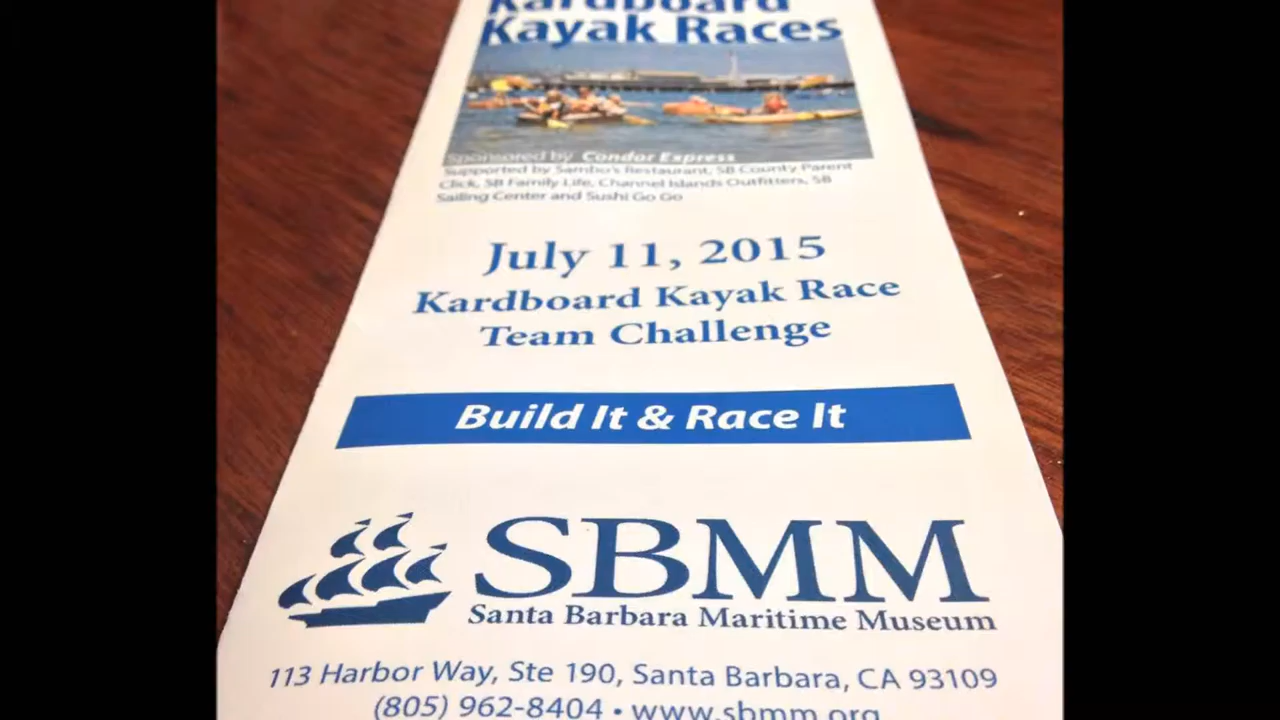 Kardboard
Kayak Races
Sponsored by Condor Express
Supported by Sambo's Restaurant, SB County Parent
Click, SB Family Life, Channel Islands Outfitters, SB
Sailing Center and Sushi Go Go
July 11, 2015
Kardboard Kayak Race
Team Challenge
Build It & Race It
SBMM
Santa Barbara Maritime Museum
113 Harbor Way, Ste 190, Santa Barbara, CA 93109
(805) 962-8404 • www.sbmm.org